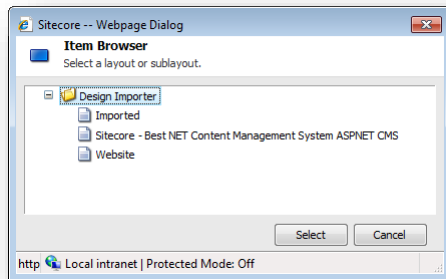 Sitecore -- Webpage Dialog
Item Browser
Select a layout or sublayout.
Design Importer
Imported
Sitecore - Best NET Content Management System ASPNET CMS
Website
Select Cancel
http Local intranet | Protected Mode: Off